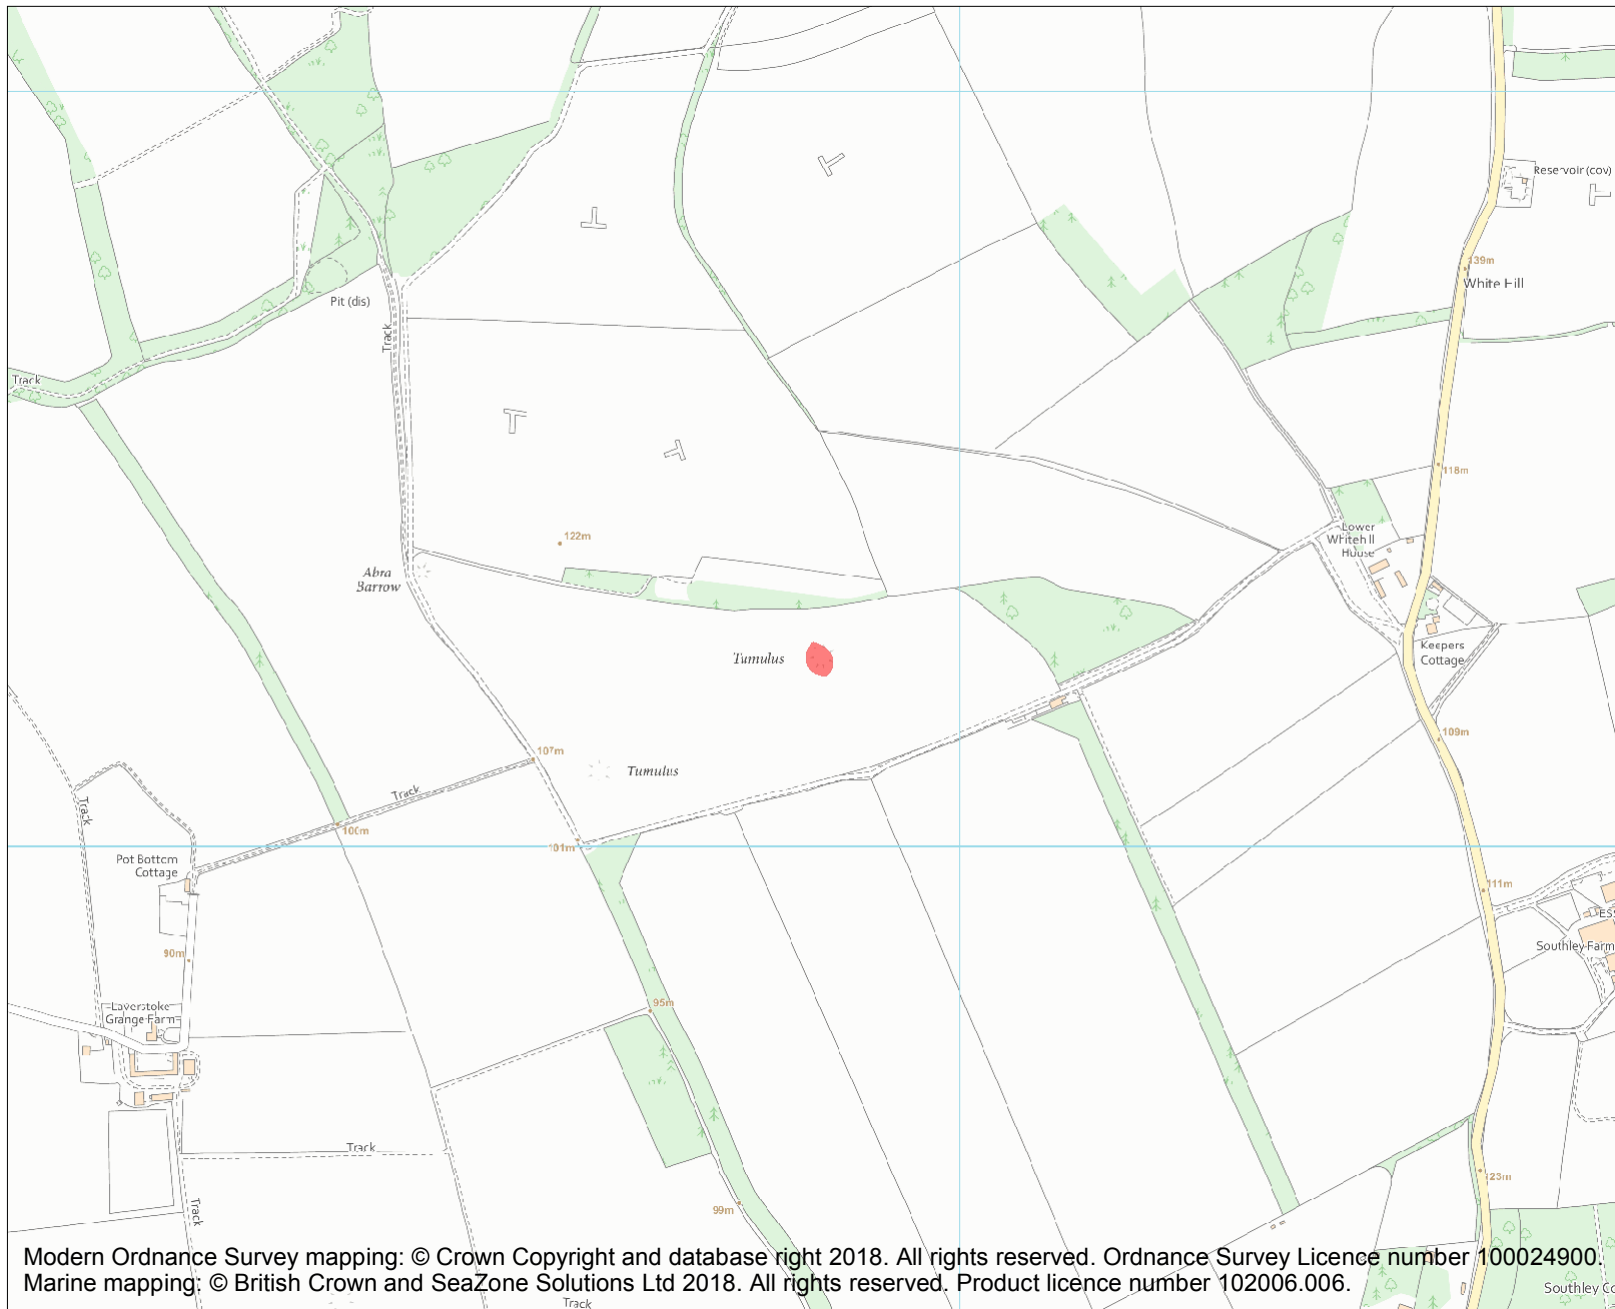 Reservoir (cov)
139m
White Hill
Pit (dis)
Track
Track
118m
Lower
Whitehill
House
122m
Abra
Barrow
Keepers
Cottage
Tumulus
109m
107m
Tumulus
Track
Track
106m
101m
Pot Bottom
Cottage
111m
Southley Farm
90m
95m
Laverstoke
Grange Farm
Track
123m
Track
99m
Modern Ordnance Survey mapping: © Crown Copyright and database right 2018. All rights reserved. Ordnance Survey Licence number 100024900.
Marine mapping: © British Crown and SeaZone Solutions Ltd 2018. All rights reserved. Product licence number 102006.006.
Track